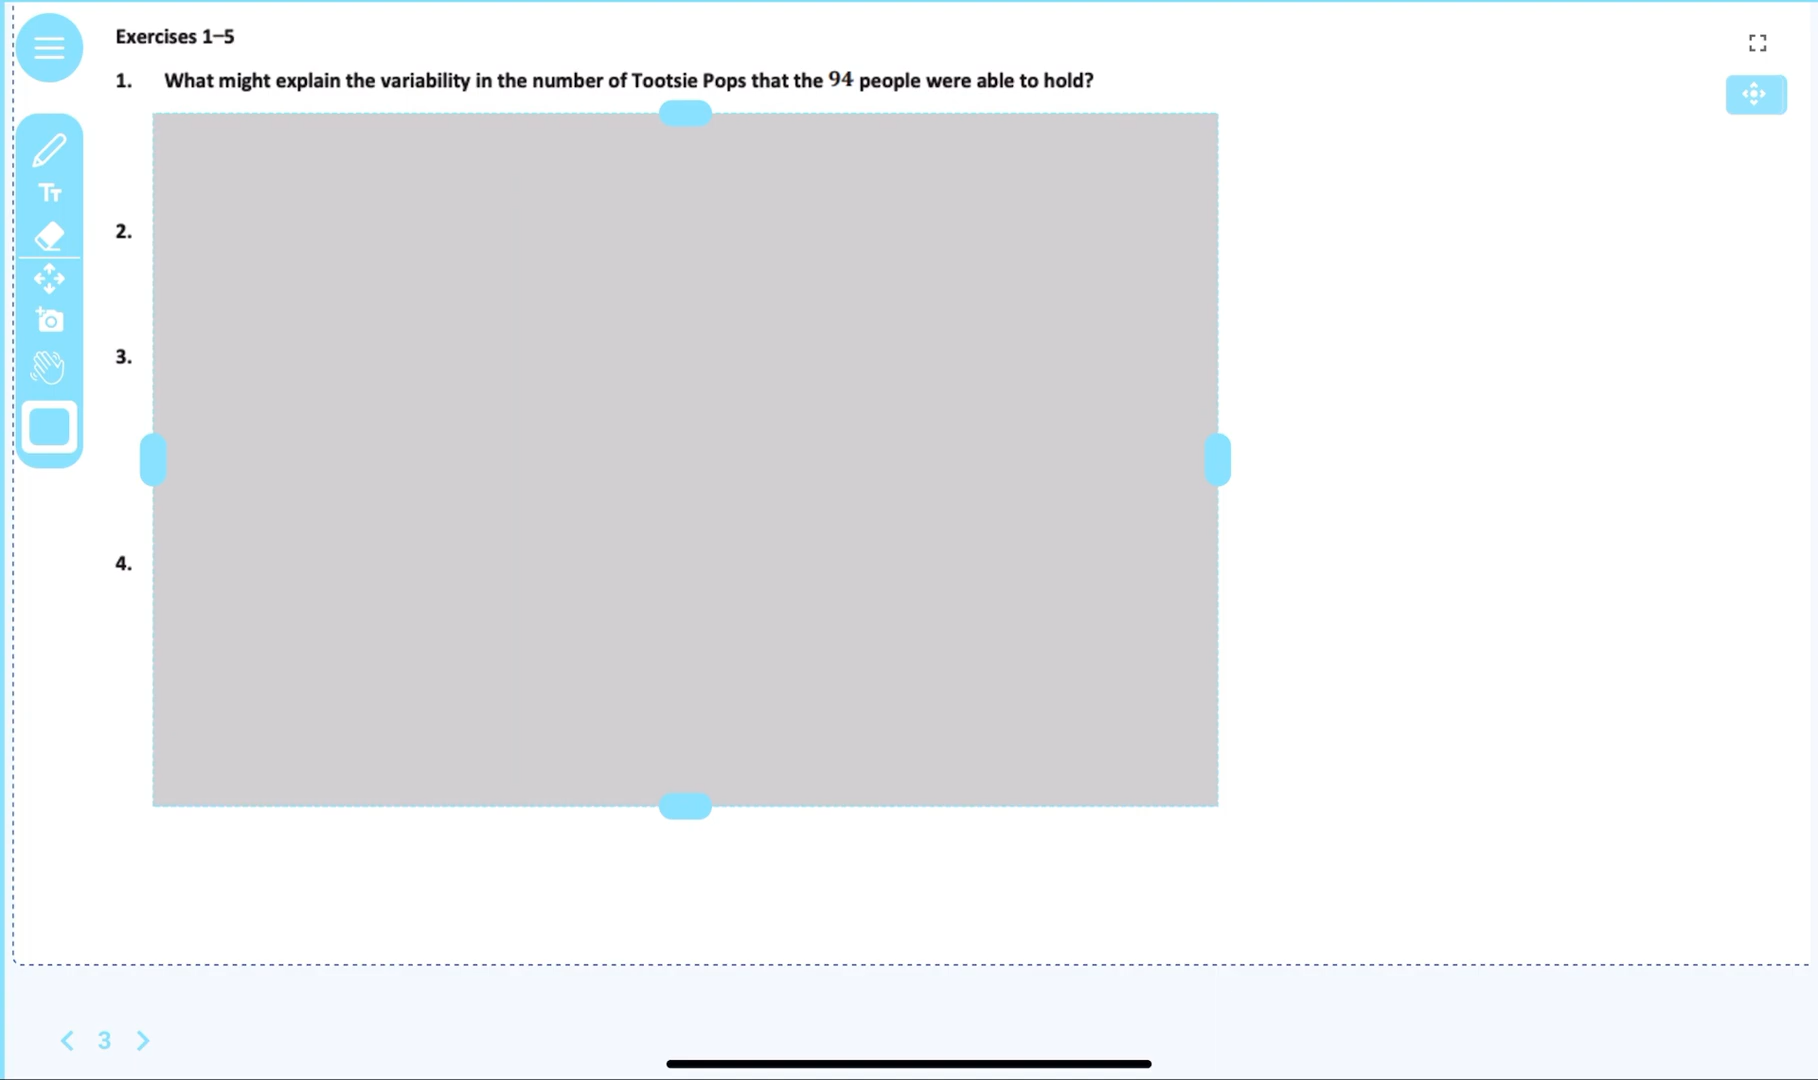 Exercises 1–5
1. What might explain the variability in the number of Tootsie Pops that the 94 people were able to hold?
TT
2.
3.
4.
3